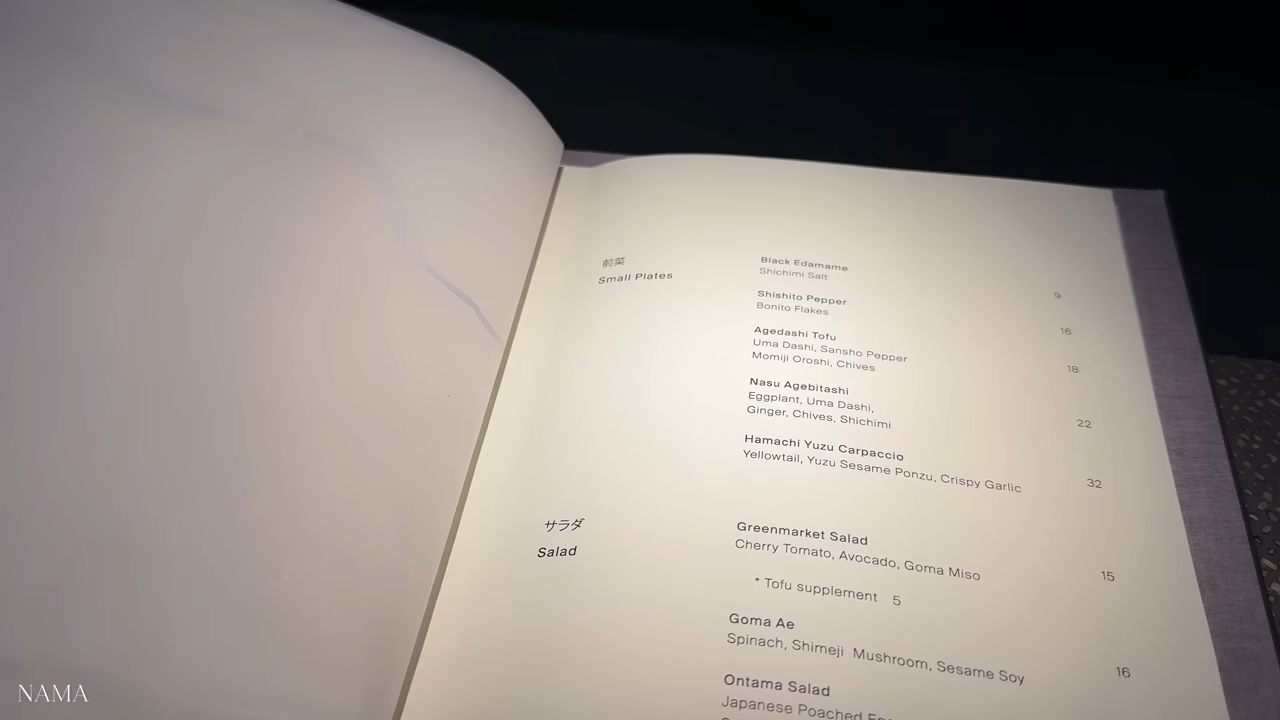 前菜
Small Plates
Black Edamame
Shichimi Salt
9
Shishito Pepper
Bonito Flakes
16
Agedashi Tofu
Uma Dashi, Sansho Pepper
Momiji Oroshi, Chives
18
Nasu Agebitashi
Eggplant, Uma Dashi,
Ginger, Chives, Shichimi
22
Hamachi Yuzu Carpaccio
Yellowtail, Yuzu Sesame Ponzu, Crispy Garlic
32
サラダ
Salad
Greenmarket Salad
Cherry Tomato, Avocado, Goma Miso
15
* Tofu supplement 5
Goma Ae
Spinach, Shimeji Mushroom, Sesame Soy
16
Ontama Salad
Japanese Poached
NAMA